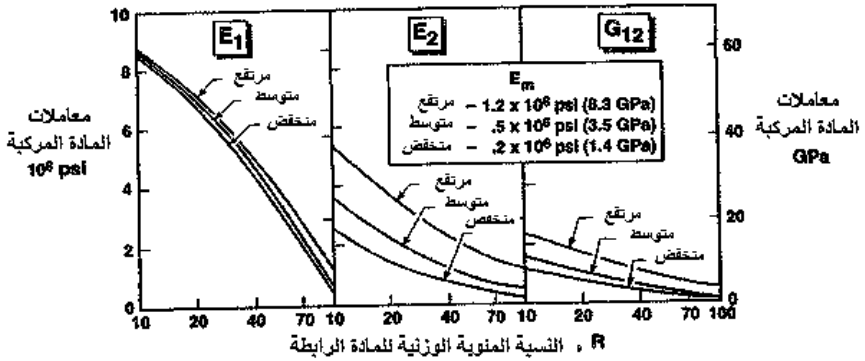 E₁
E₂
G₁₂
10
8
6
4
2
0
معاملات
المادة المركبة
10⁶ psi
مرتفع
متوسط
منخفض
Eₘ
مرتفع – 1.2 x 10⁶ psi (8.3 GPa)
متوسط – .5 x 10⁶ psi (3.5 GPa)
منخفض – .2 x 10⁶ psi (1.4 GPa)
مرتفع
متوسط
منخفص
مرتفع
متوسط
منخفض
60
40
20
0
معاملات
المادة المركبة
GPa
10 20 40 70 10 20 40 70 10 20 40 70 100
R ، النسبة المئوية الوزنية للمادة الرابطة